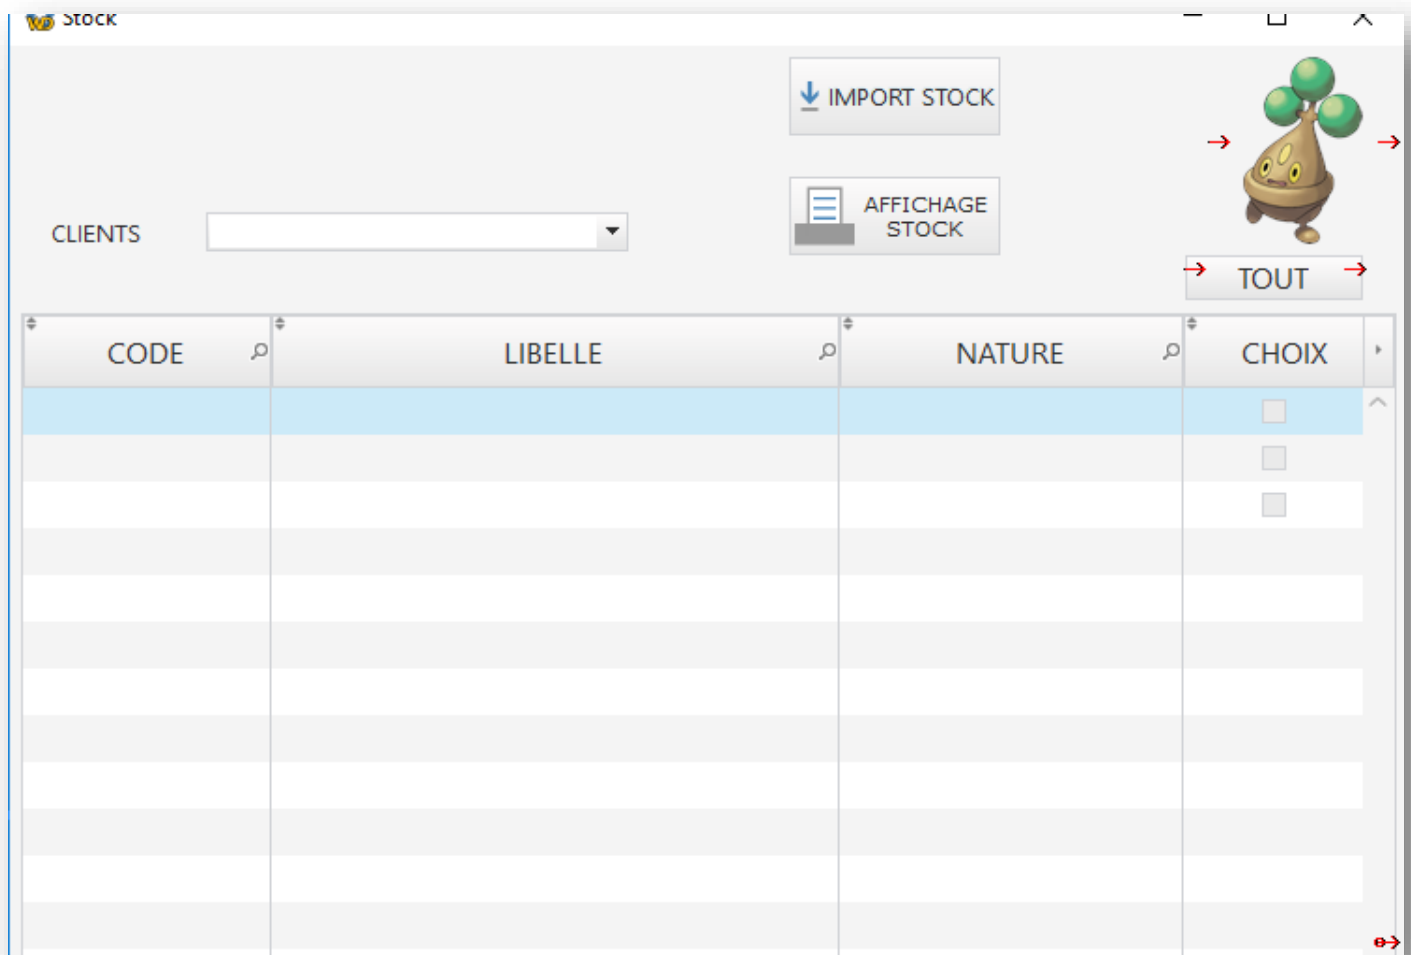 Stock
IMPORT STOCK
AFFICHAGE
STOCK
CLIENTS
TOUT
CODE
LIBELLE
NATURE
CHOIX